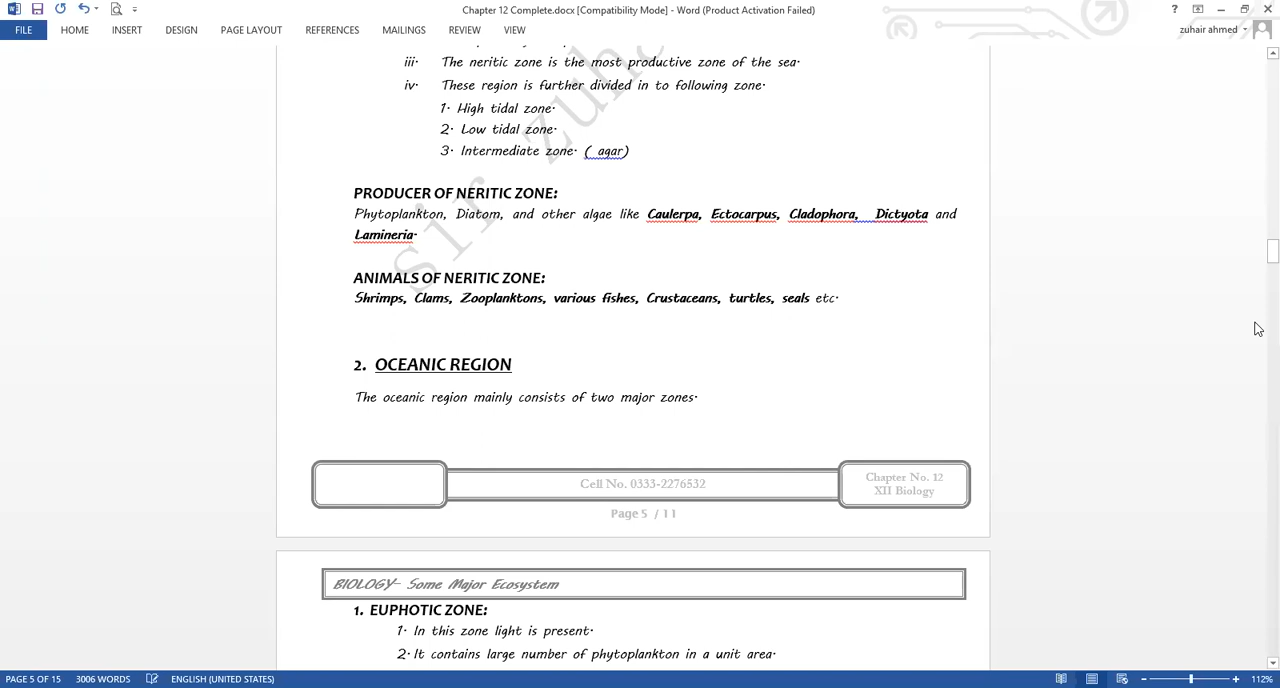 Chapter 12 Complete.docx [Compatibility Mode] - Word (Product Activation Failed)
FILE HOME INSERT DESIGN PAGE LAYOUT REFERENCES MAILINGS REVIEW VIEW
zuhair ahmed
iii. The neritic zone is the most productive zone of the sea.
iv. These region is further divided in to following zone.
1. High tidal zone.
2. Low tidal zone.
3. Intermediate zone. ( agar)
PRODUCER OF NERITIC ZONE:
Phytoplankton, Diatom, and other algae like Caulerpa, Ectocarpus, Cladophora, Dictyota and
Lamineria.
ANIMALS OF NERITIC ZONE:
Shrimps, Clams, Zooplanktons, various fishes, Crustaceans, turtles, seals etc.
2. OCEANIC REGION
The oceanic region mainly consists of two major zones.
sir zuha
Cell No. 0333-2276532
Chapter No. 12
XII Biology
Page 5 / 11
BIOLOGY– Some Major Ecosystem
1. EUPHOTIC ZONE:
1. In this zone light is present.
2. It contains large number of phytoplankton in a unit area.
PAGE 5 OF 15 3006 WORDS ENGLISH (UNITED STATES) 112%